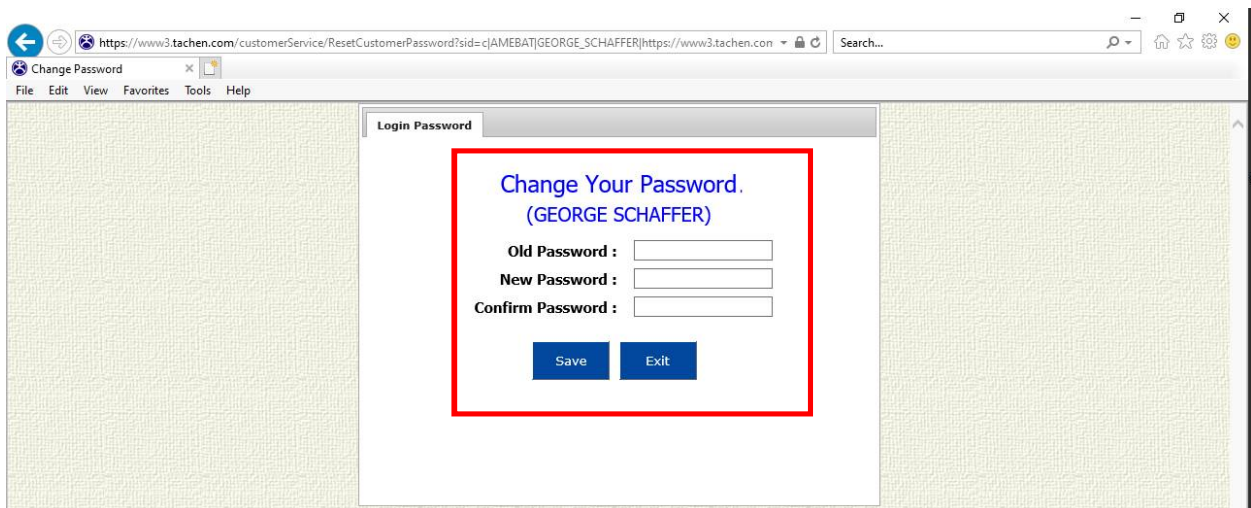 https://www3.tachen.com/customerService/ResetCustomerPassword?sid=c|AMEBAT|GEORGE_SCHAFFER|https://www3.tachen.con
Search...
Change Password
File Edit View Favorites Tools Help
Login Password
Change Your Password.
(GEORGE SCHAFFER)
Old Password :
New Password :
Confirm Password :
Save Exit